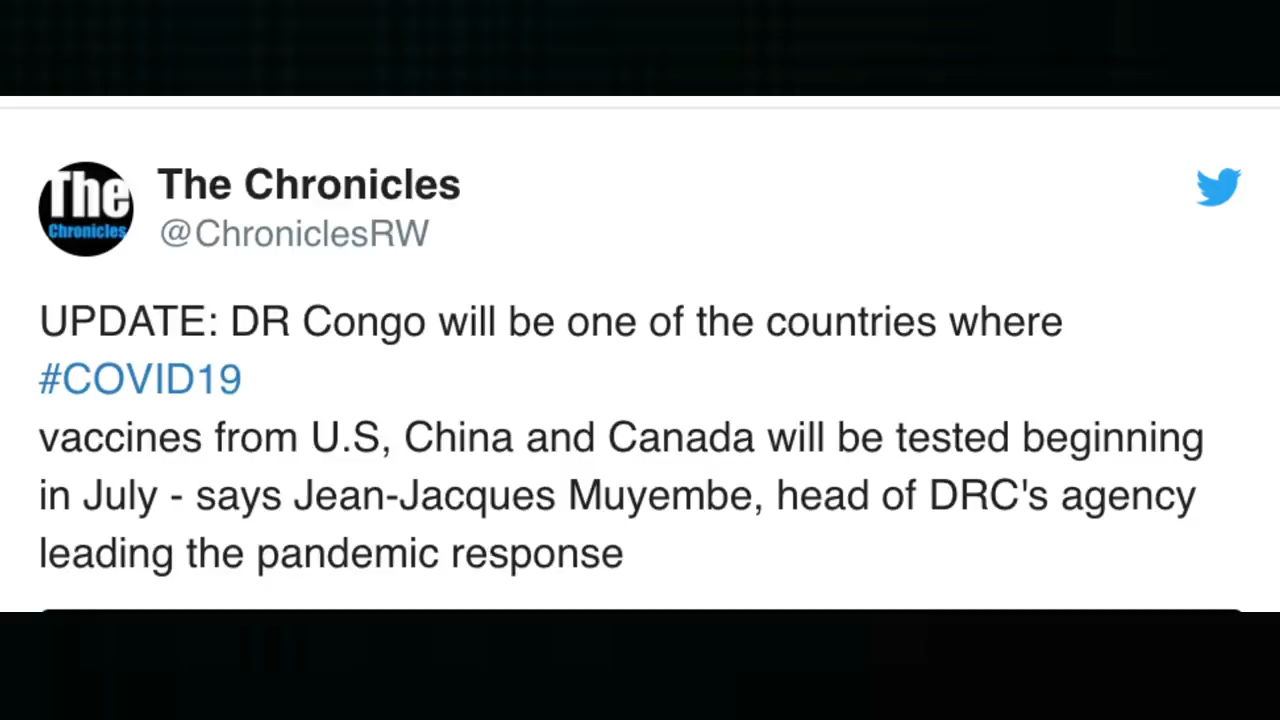 The
Chronicles
The Chronicles
@ChroniclesRW
UPDATE: DR Congo will be one of the countries where
#COVID19
vaccines from U.S, China and Canada will be tested beginning
in July - says Jean-Jacques Muyembe, head of DRC's agency
leading the pandemic response